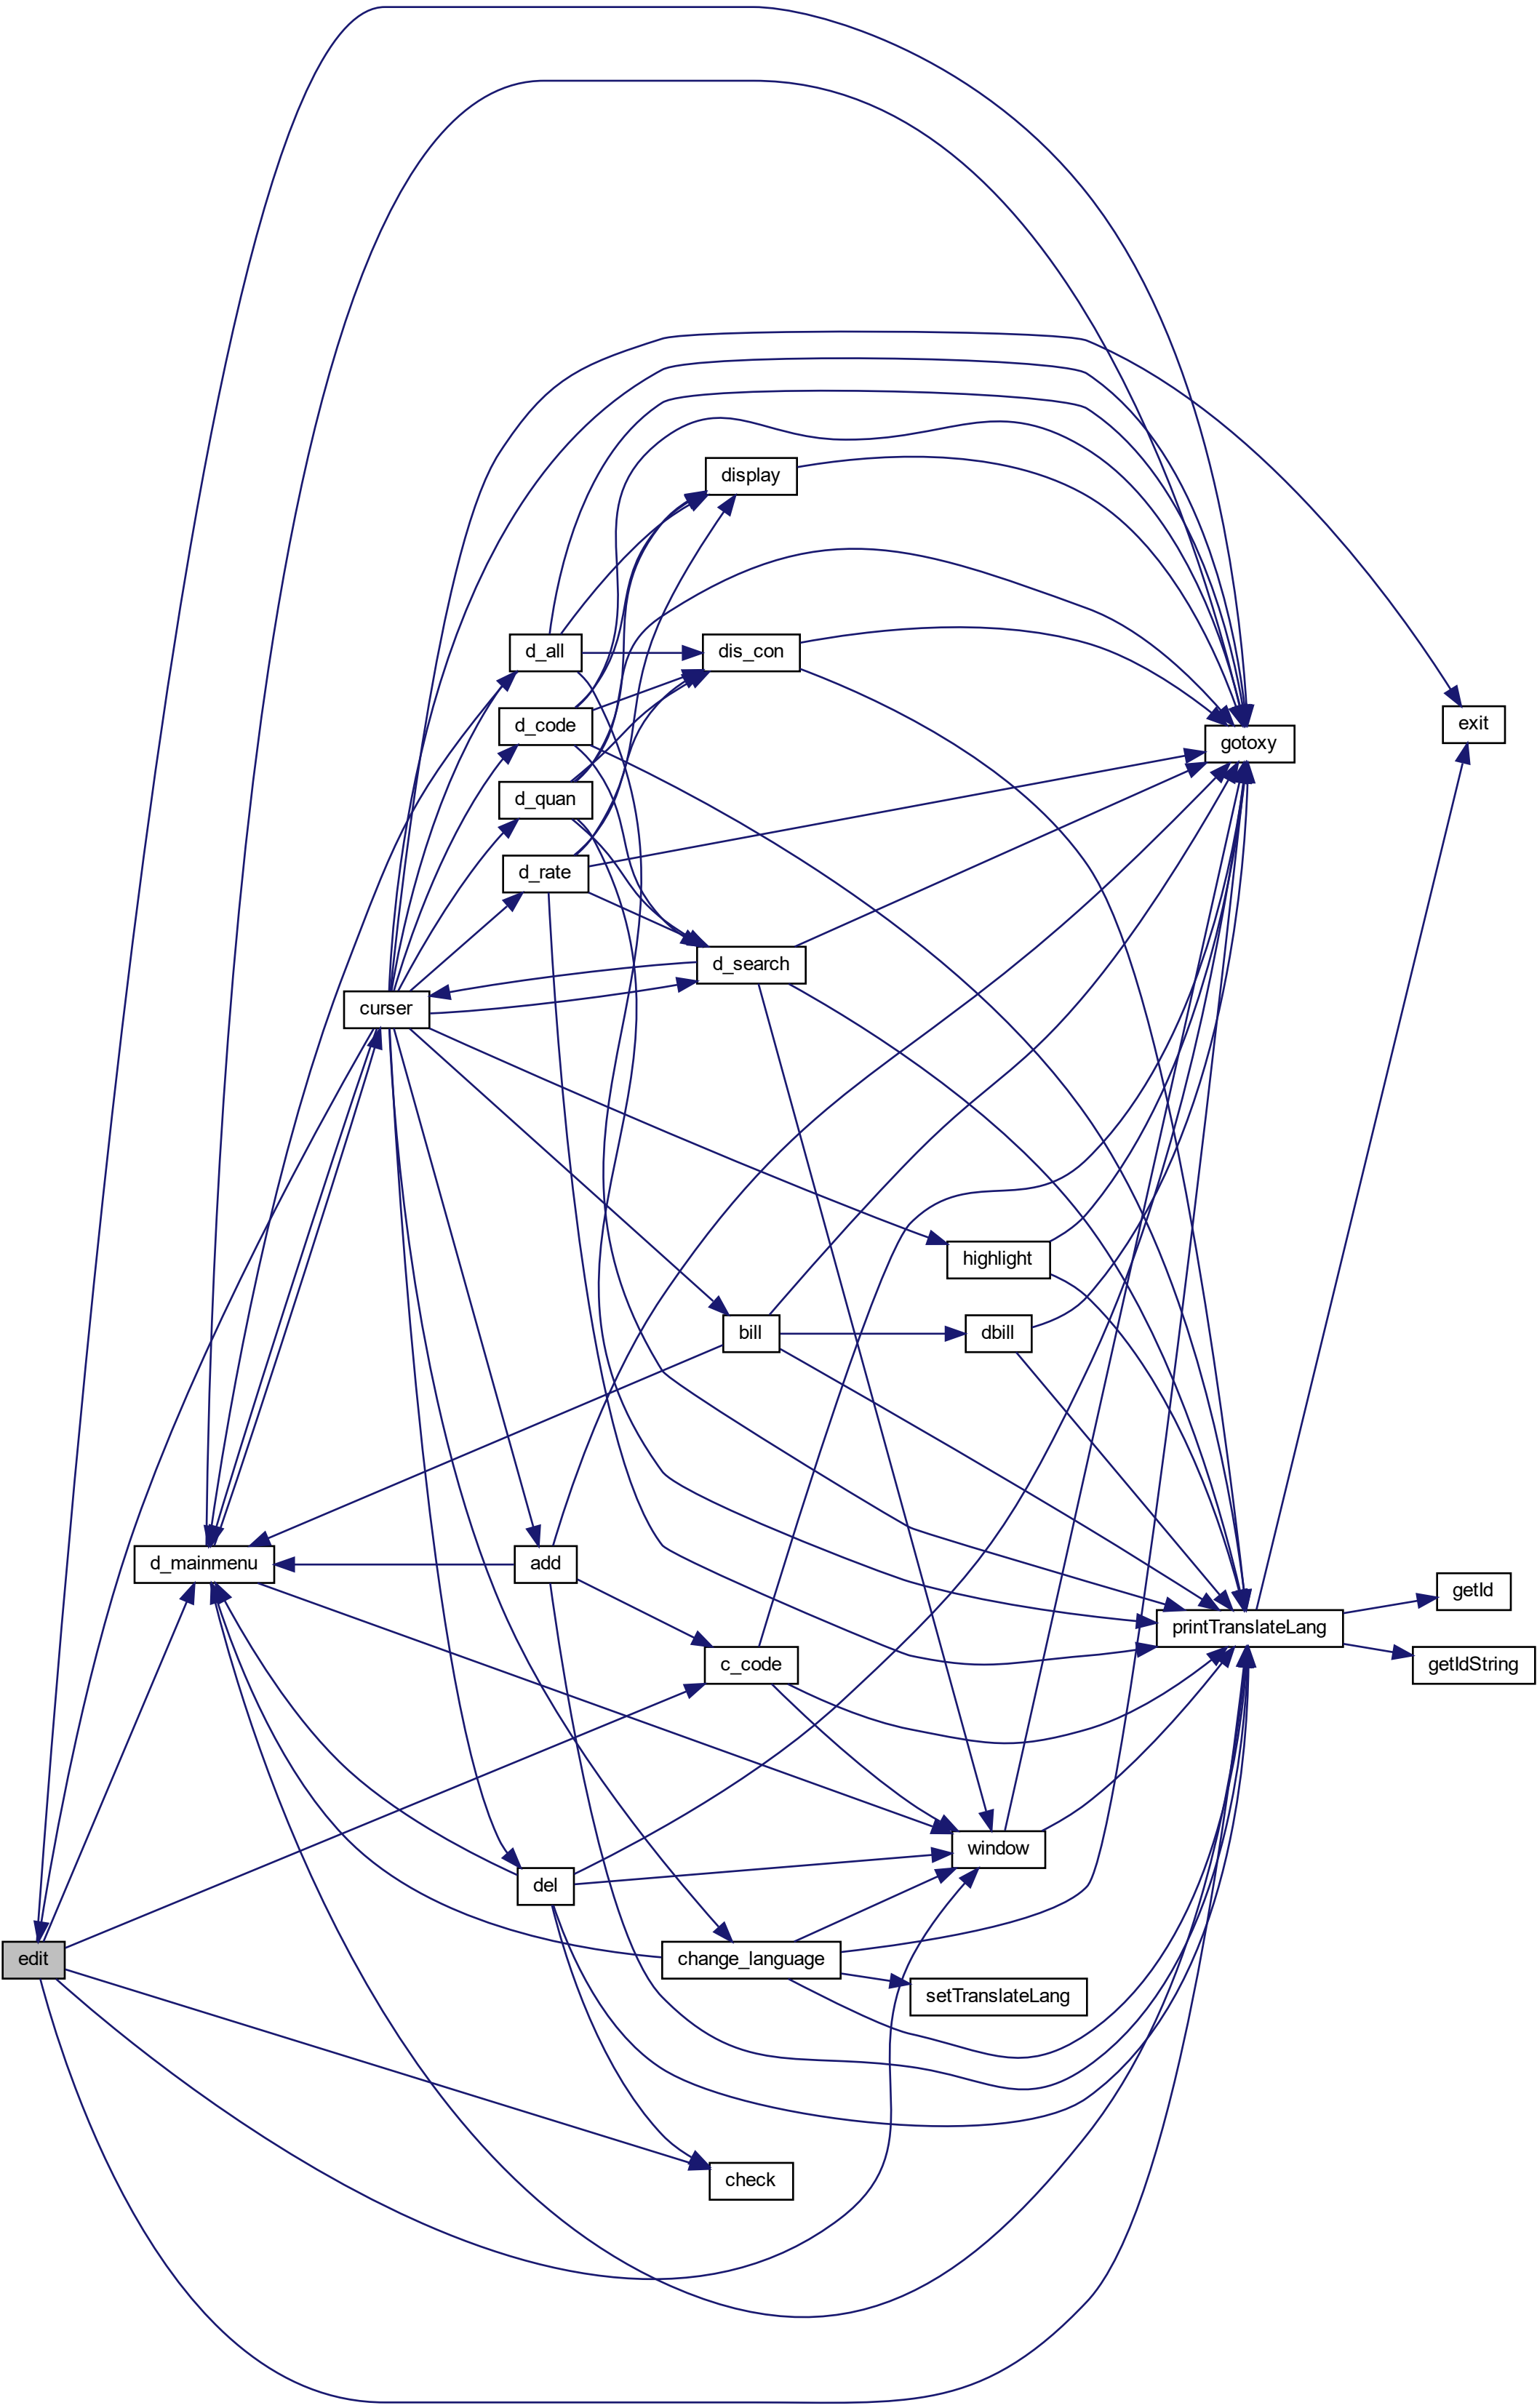 display
d_all
dis_con
d_code
exit
gotoxy
d_quan
d_rate
d_search
curser
highlight
bill
dbill
d_mainmenu
add
getId
printTranslateLang
c_code
getIdString
window
del
edit
change_language
setTranslateLang
check